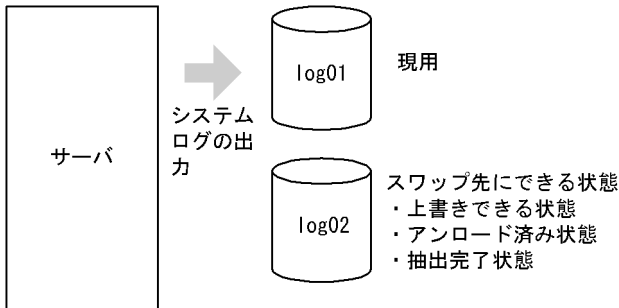 サーバ
システム
ログの出
力
log01
現用
log02
スワップ先にできる状態
・上書きできる状態
・アンロード済み状態
・抽出完了状態